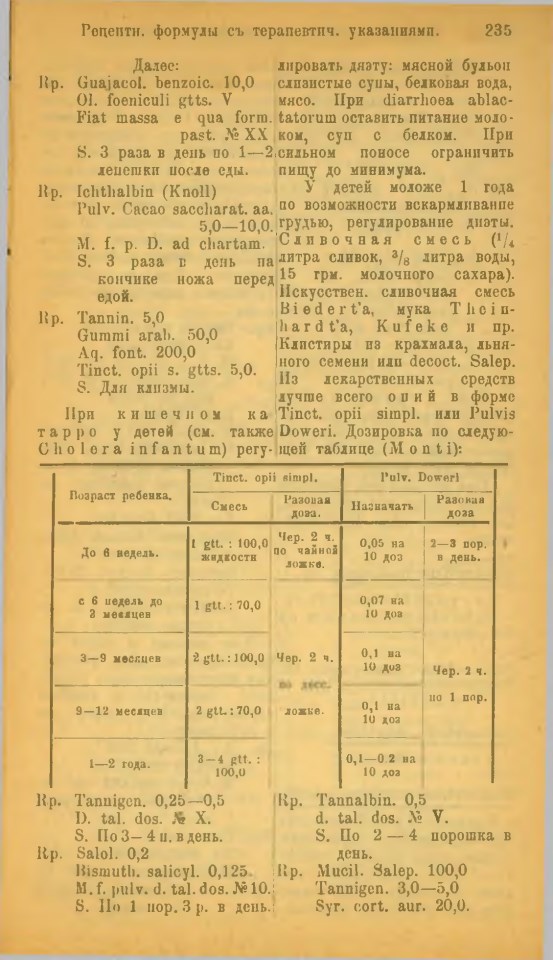 Рецептн. формулы съ терапевтич. указаниями. 235
Далес:
Rp. Guajacol. benzoic. 10,0
Ol. foeniculi gtts. V
Fiat massa e qua form.
past. № XX
S. 3 раза в день по 1—2
лепешки после еды.
Rp. Ichthalbin (Knoll)
Pulv. Cacao saccharat. aa.
5,0—10,0.
M. f. p. D. ad chartam.
S. 3 раза в день на
кончике ножа перед
едой.
Rp. Tannin. 5,0
Gummi arab. 50,0
Aq. font. 200,0
Tinct. opii s. gtts. 5,0.
S. Для клизмы.
При кишечном ка
тарро у детей (см. также
Cholera infantum) регу-
лировать диэту: мясной бульон
слизистые супы, белковая вода,
мясо. При diarrhoea ablac-
tatorum оставить питание моло-
ком, суп с белком. При
сильном поносе ограничить
пищу до минимума.
У детей моложе 1 года
по возможности вскармливание
грудью, регулирование диэты.
Сливочная смесь (¹/₄
литра сливок, ³/₈ литра воды,
15 грм. молочного сахара).
Искусствен. сливочная смесь
Biedert'a, мука Thein-
hardt'a, Kufeke и пр.
Клистиры из крахмала, льня-
ного семени или decoct. Salep.
Из лекарственных средств
лучше всего опий в форме
Tinct. opii simpl. или Pulvis
Doweri. Дозировка по следую-
щей таблице (Monti):
Возраст ребенка. Tinct. opii simpl. Pulv. Doweri
Смесь Разовая доза. Назначать Разовая доза
До 6 недель. 1 gtt. : 100,0 жидкости Чер. 2 ч. по чайной ложке. 0,05 на 10 доз 2—3 пор. в день.
с 6 недель до 3 месяцев 1 gtt. : 70,0 0,07 на 10 доз
3—9 месяцев 2 gtt. : 100,0 Чер. 2 ч. 0,1 на 10 доз Чер. 2 ч.
9—12 месяцев 2 gtt. : 70,0 ложке. 0,1 на 10 доз по 1 пор.
1—2 года. 3—4 gtt. : 100,0 0,1—0.2 на 10 доз
Rp. Tannigen. 0,25—0,5
D. tal. dos. № X.
S. По 3—4 п. в день.
Rp. Salol. 0,2
Bismuth. salicyl. 0,125.
M. f. pulv. d. tal. dos. № 10.
S. По 1 пор. 3 р. в день.
Rp. Tannalbin. 0,5
d. tal. dos. № V.
S. По 2 — 4 порошка в
день.
Rp. Mucil. Salep. 100,0
Tannigen. 3,0—5,0
Syr. cort. aur. 20,0.